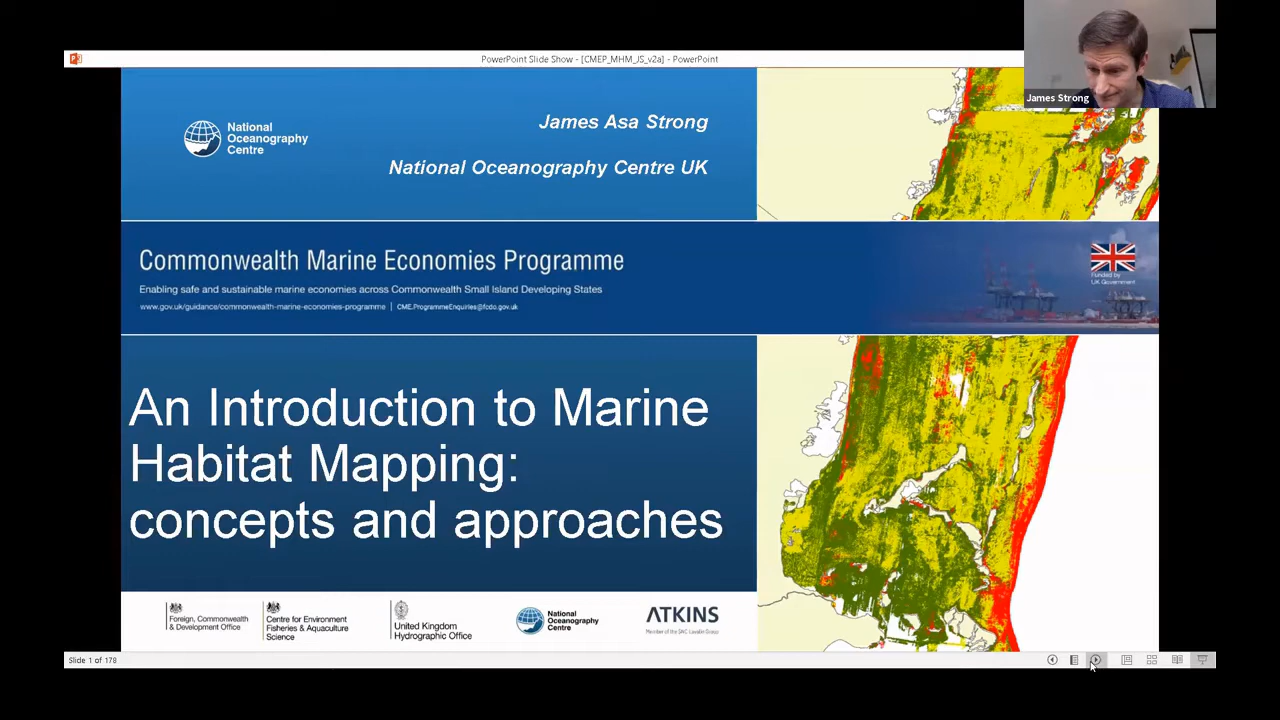 PowerPoint Slide Show - [CMEP_MHM_JS_v2a] - PowerPoint
James Strong
National
Oceanography
Centre
James Asa Strong
National Oceanography Centre UK
Commonwealth Marine Economies Programme
Enabling safe and sustainable marine economies across Commonwealth Small Island Developing States
www.gov.uk/guidance/commonwealth-marine-economies-programme | CME.ProgrammeEnquiries@fcdo.gov.uk
Funded by
UK Government
An Introduction to Marine
Habitat Mapping:
concepts and approaches
Foreign, Commonwealth
& Development Office
Centre for Environment
Fisheries & Aquaculture
Science
United Kingdom
Hydrographic Office
National
Oceanography
Centre
ATKINS
Member of the SNC-Lavalin Group
Slide 1 of 178